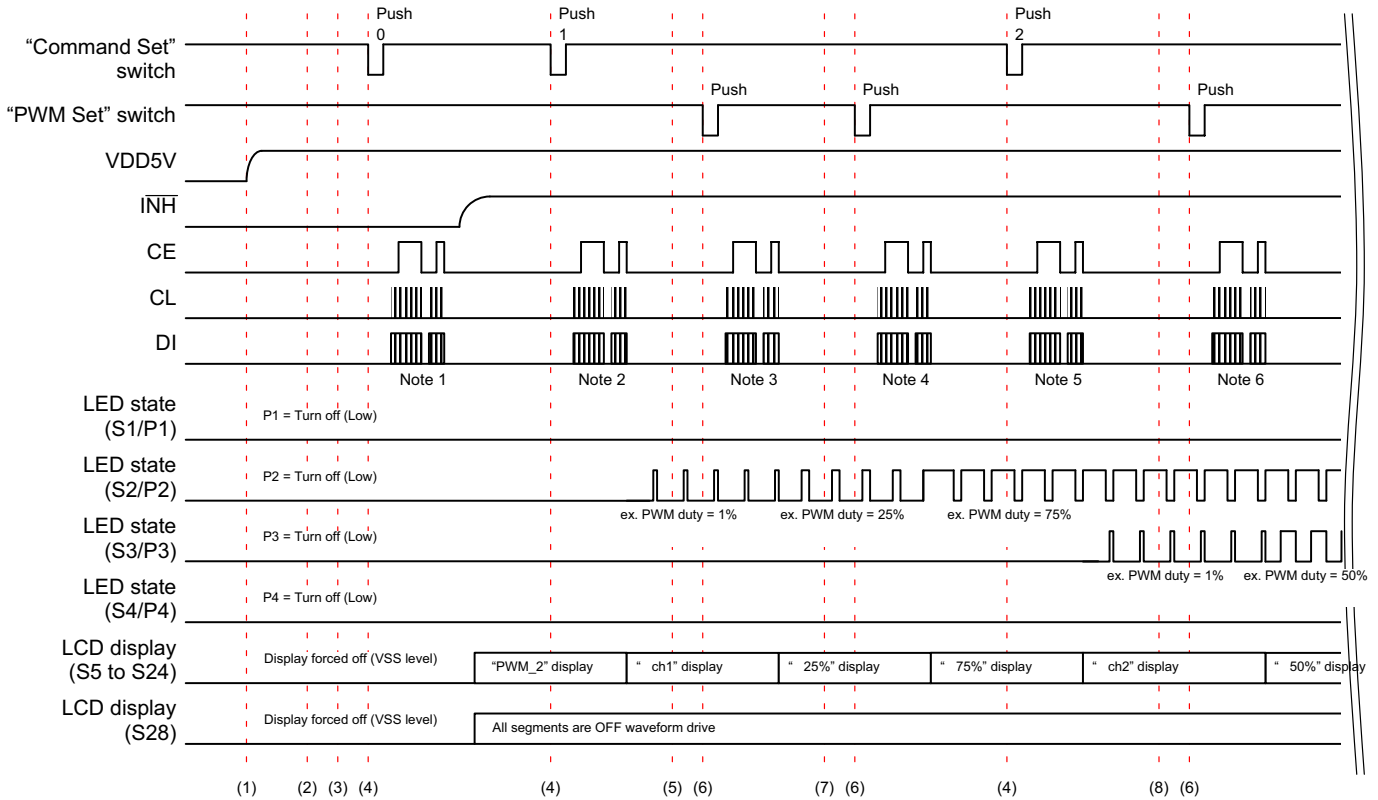 Push
0
Push
1
Push
2
“Command Set”
switch
Push
Push
Push
“PWM Set” switch
VDD5V
INH
CE
CL
DI
Note 1
Note 2
Note 3
Note 4
Note 5
Note 6
LED state
(S1/P1)
P1 = Turn off (Low)
LED state
(S2/P2)
P2 = Turn off (Low)
ex. PWM duty = 1%
ex. PWM duty = 25%
ex. PWM duty = 75%
LED state
(S3/P3)
P3 = Turn off (Low)
ex. PWM duty = 1%
ex. PWM duty = 50%
LED state
(S4/P4)
P4 = Turn off (Low)
LCD display
(S5 to S24)
Display forced off (VSS level)
“PWM_2” display
“ ch1” display
“ 25%” display
“ 75%” display
“ ch2” display
“ 50%” display
LCD display
(S28)
Display forced off (VSS level)
All segments are OFF waveform drive
(1)
(2)
(3)
(4)
(4)
(5)
(6)
(7)
(6)
(4)
(8)
(6)